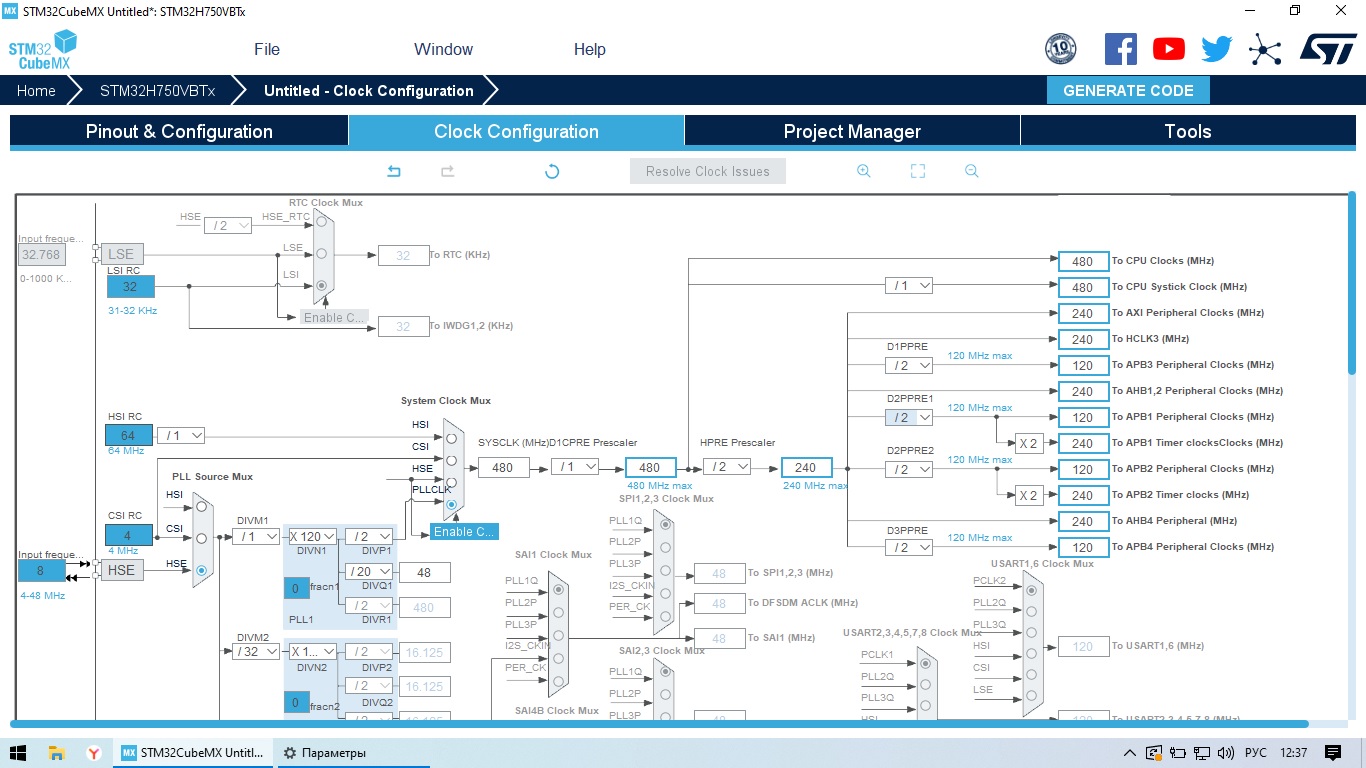 MX STM32CubeMX Untitled*: STM32H750VBTx
STM32
CubeMX
File Window Help
10
YEARS
Home STM32H750VBTx Untitled - Clock Configuration GENERATE CODE
Pinout & Configuration Clock Configuration Project Manager Tools
Resolve Clock Issues
RTC Clock Mux
HSE /2 HSE_RTC
Input freque...
32.768
0-1000 K...
LSE
LSE
LSI RC
32
31-32 KHz
LSI
32 To RTC (KHz)
Enable C...
32 To IWDG1,2 (KHz)
480 To CPU Clocks (MHz)
/ 1 480 To CPU Systick Clock (MHz)
240 To AXI Peripheral Clocks (MHz)
240 To HCLK3 (MHz)
D1PPRE
/ 2 120 MHz max 120 To APB3 Peripheral Clocks (MHz)
240 To AHB1,2 Peripheral Clocks (MHz)
D2PPRE1
/ 2 120 MHz max 120 To APB1 Peripheral Clocks (MHz)
X 2 240 To APB1 Timer clocksClocks (MHz)
D2PPRE2
/ 2 120 MHz max 120 To APB2 Peripheral Clocks (MHz)
X 2 240 To APB2 Timer clocks (MHz)
240 To AHB4 Peripheral (MHz)
D3PPRE
/ 2 120 MHz max 120 To APB4 Peripheral Clocks (MHz)
System Clock Mux
HSI
CSI
HSE
PLLCLK
Enable C...
HSI RC
64
64 MHz
/ 1
SYSCLK (MHz) D1CPRE Prescaler
480 / 1 480
480 MHz max
HPRE Prescaler
/ 2 240
240 MHz max
PLL Source Mux
HSI
CSI
HSE
CSI RC
4
4 MHz
Input freque...
8
4-48 MHz
HSE
DIVM1
/ 1
X 120
DIVN1
/ 2
DIVP1
0 fracn1
/ 20 48
DIVQ1
/ 2 480
DIVR1
PLL1
DIVM2
/ 32
X 1...
DIVN2
/ 2 16.125
DIVP2
0 fracn2
/ 2 16.125
DIVQ2
SPI1,2,3 Clock Mux
PLL1Q
PLL2P
PLL3P
I2S_CKIN
PER_CK
48 To SPI1,2,3 (MHz)
48 To DFSDM ACLK (MHz)
48 To SAI1 (MHz)
SAI1 Clock Mux
PLL1Q
PLL2P
PLL3P
I2S_CKIN
PER_CK
SAI4B Clock Mux
SAI2,3 Clock Mux
PLL1Q
PLL2P
PLL3P
USART1,6 Clock Mux
PCLK2
PLL2Q
PLL3Q
HSI
CSI
LSE
120 To USART1,6 (MHz)
USART2,3,4,5,7,8 Clock Mux
PCLK1
PLL2Q
PLL3Q
HSI
120 To USART2,3,4,5,7,8 (MHz)
MX STM32CubeMX Untitl... Параметры РУС 12:37